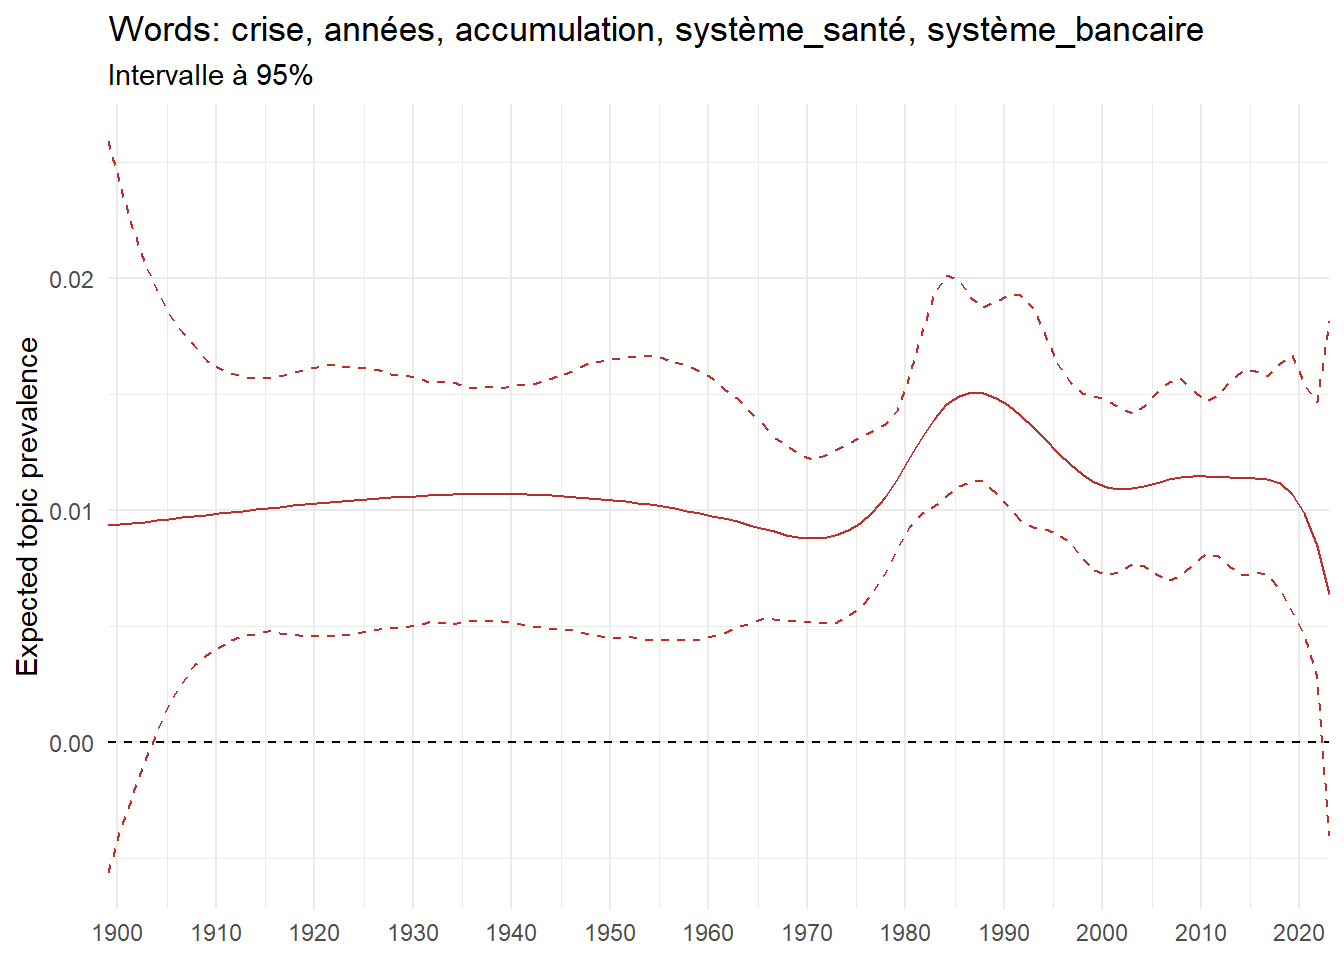 Words: crise, années, accumulation, système_santé, système_bancaire
Intervalle à 95%
Expected topic prevalence
0.02
0.01
0.00
1900 1910 1920 1930 1940 1950 1960 1970 1980 1990 2000 2010 2020